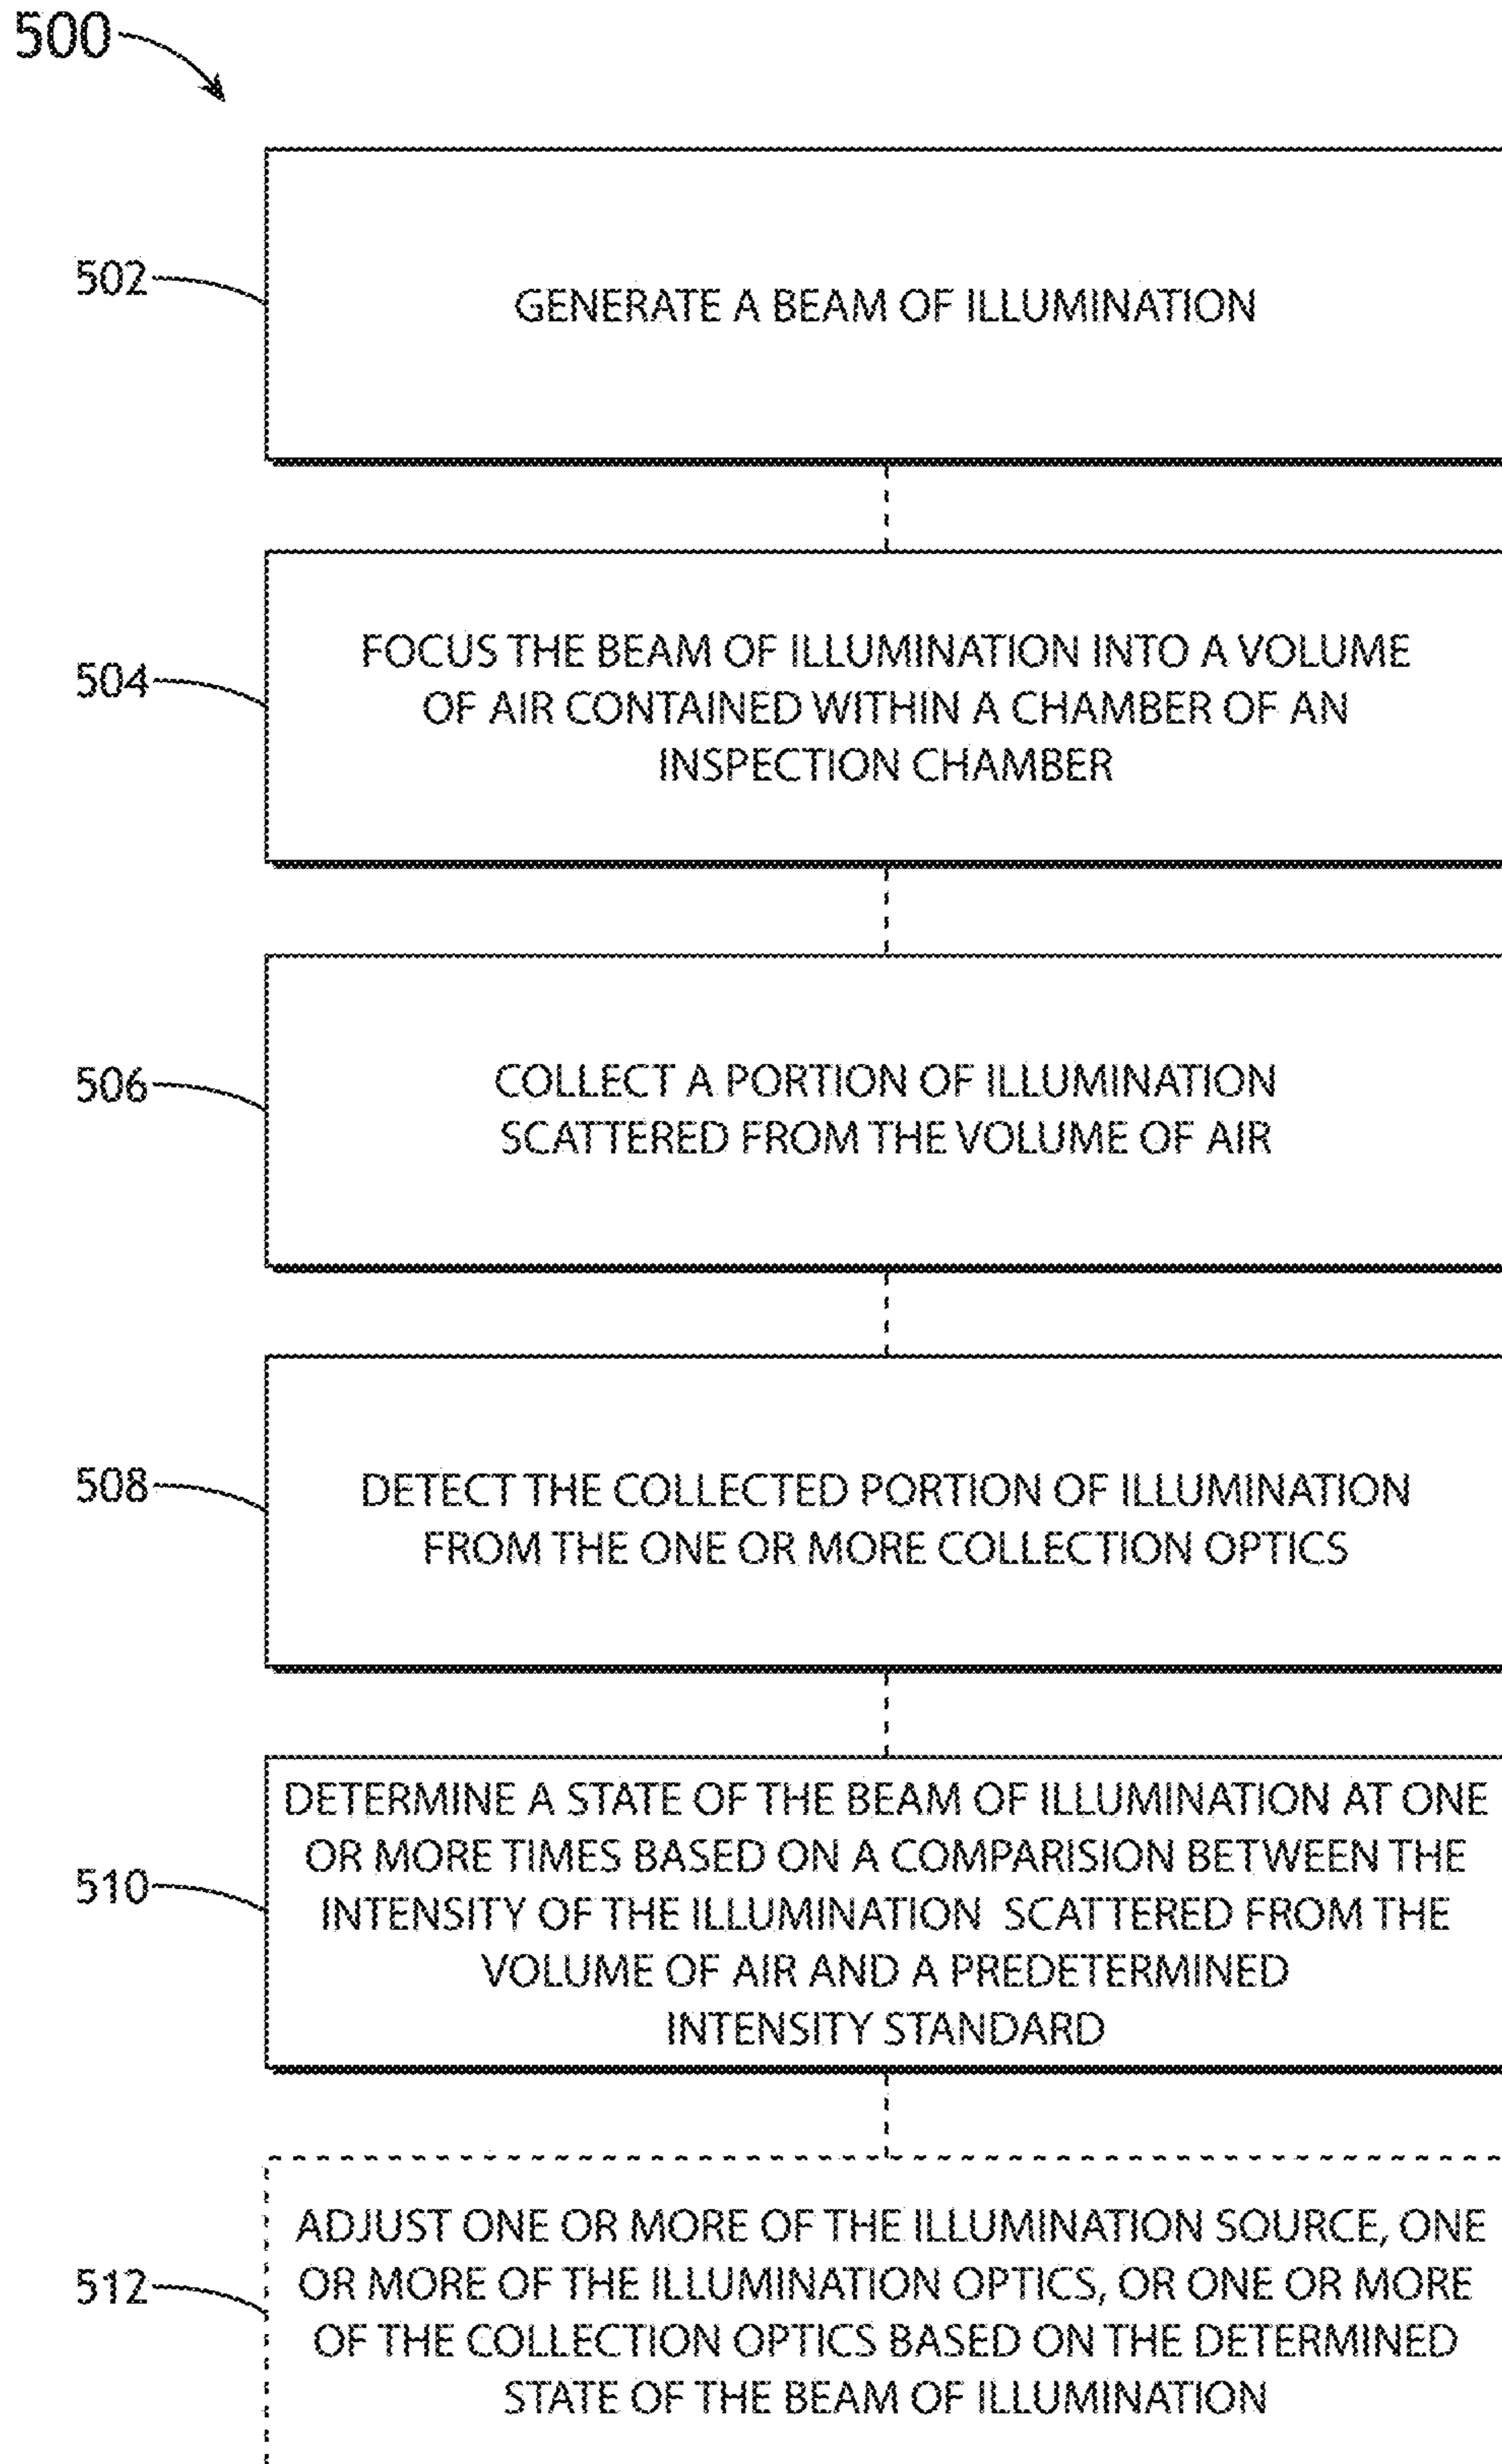 500
502
GENERATE A BEAM OF ILLUMINATION
504
FOCUS THE BEAM OF ILLUMINATION INTO A VOLUME
OF AIR CONTAINED WITHIN A CHAMBER OF AN
INSPECTION CHAMBER
506
COLLECT A PORTION OF ILLUMINATION
SCATTERED FROM THE VOLUME OF AIR
508
DETECT THE COLLECTED PORTION OF ILLUMINATION
FROM THE ONE OR MORE COLLECTION OPTICS
510
DETERMINE A STATE OF THE BEAM OF ILLUMINATION AT ONE
OR MORE TIMES BASED ON A COMPARISION BETWEEN THE
INTENSITY OF THE ILLUMINATION SCATTERED FROM THE
VOLUME OF AIR AND A PREDETERMINED
INTENSITY STANDARD
512
ADJUST ONE OR MORE OF THE ILLUMINATION SOURCE, ONE
OR MORE OF THE ILLUMINATION OPTICS, OR ONE OR MORE
OF THE COLLECTION OPTICS BASED ON THE DETERMINED
STATE OF THE BEAM OF ILLUMINATION